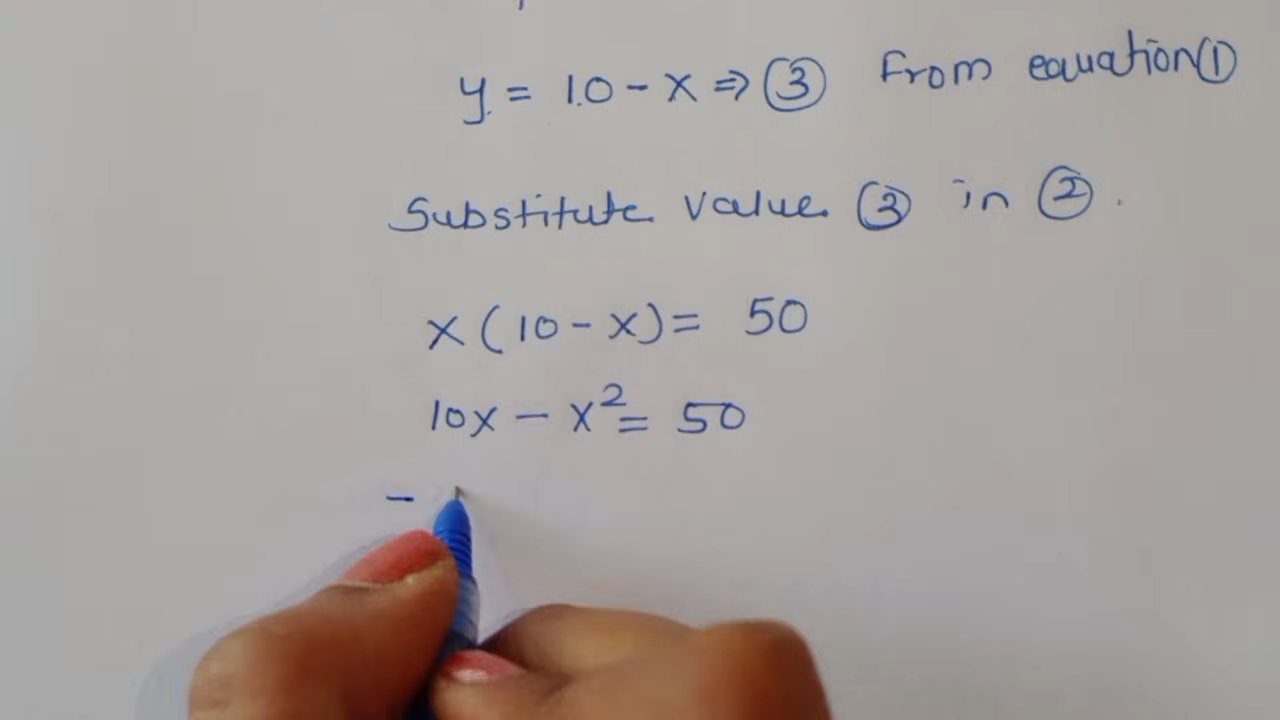 y = 10 - x ⇒ ③ From equation①
Substitute value ③ in ② .
x ( 10 - x ) = 50
10x - x² = 50
-